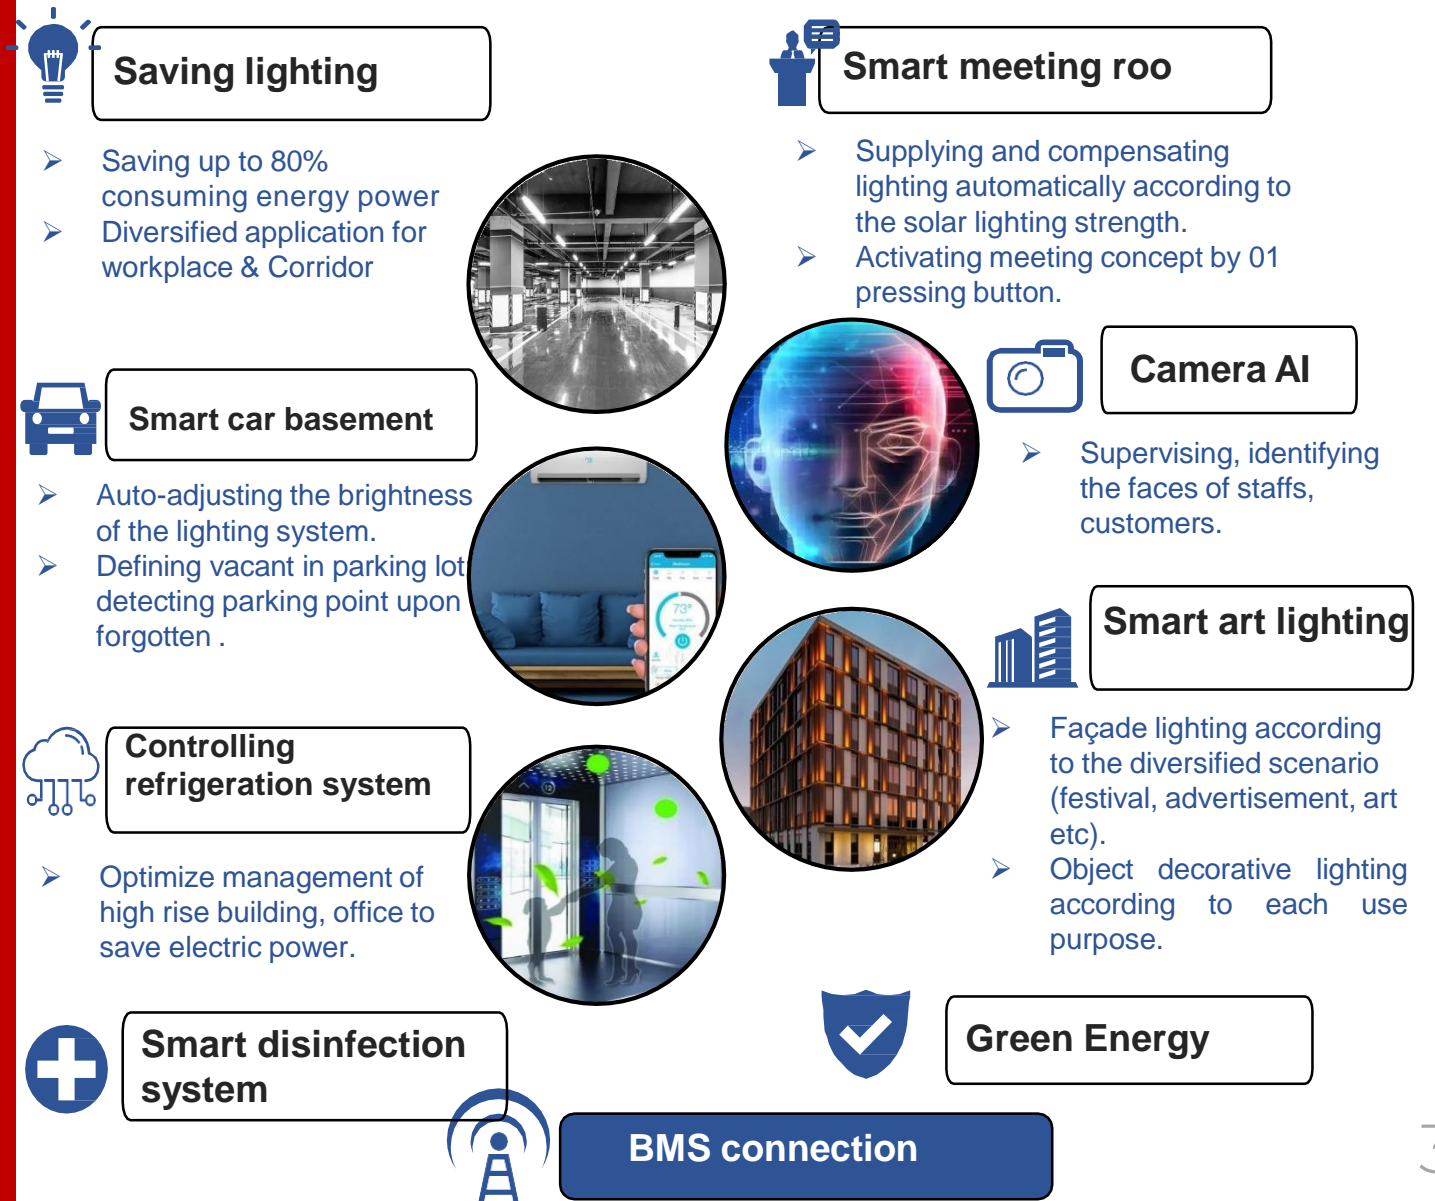 Saving lighting
➢ Saving up to 80%
consuming energy power
➢ Diversified application for
workplace & Corridor
Smart car basement
➢ Auto-adjusting the brightness
of the lighting system.
➢ Defining vacant in parking lot
detecting parking point upon
forgotten .
Controlling
refrigeration system
➢ Optimize management of
high rise building, office to
save electric power.
Smart disinfection
system
Smart meeting roo
➢ Supplying and compensating
lighting automatically according to
the solar lighting strength.
➢ Activating meeting concept by 01
pressing button.
Camera AI
➢ Supervising, identifying
the faces of staffs,
customers.
Smart art lighting
➢ Façade lighting according
to the diversified scenario
(festival, advertisement, art
etc).
➢ Object decorative lighting
according to each use
purpose.
Green Energy
BMS connection
73°